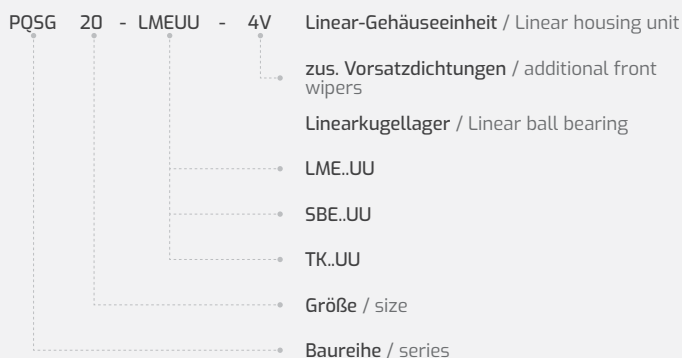 PQSG 20 - LMEUU - 4V Linear-Gehäuseeinheit / Linear housing unit
zus. Vorsatzdichtungen / additional front
wipers
Linearkugellager / Linear ball bearing
LME..UU
SBE..UU
TK..UU
Größe / size
Baureihe / series